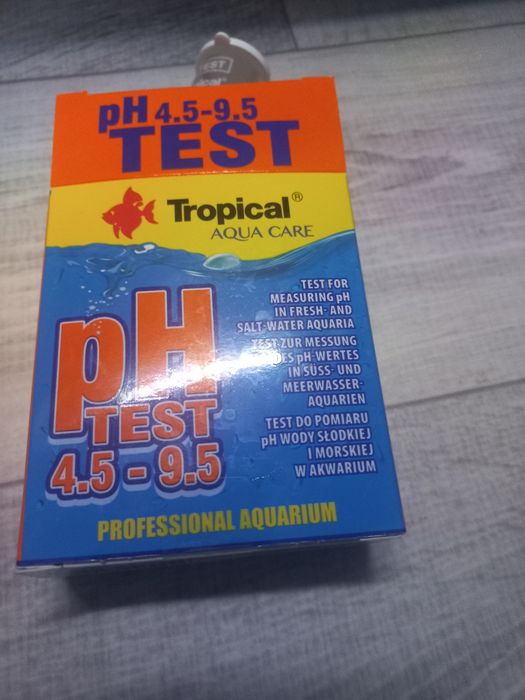 EST
pical
pH 4.5-9.5
TEST
Tropical®
AQUA CARE
TEST FOR
MEASURING pH
IN FRESH- AND
SALT-WATER AQUARIA
TEST ZUR MESSUNG
DES pH-WERTES
IN SÜSS- UND
MEERWASSER-
AQUARIEN
TEST DO POMIARU
pH WODY SŁODKIEJ
I MORSKIEJ
W AKWARIUM
pH
TEST
4.5 - 9.5
PROFESSIONAL AQUARIUM